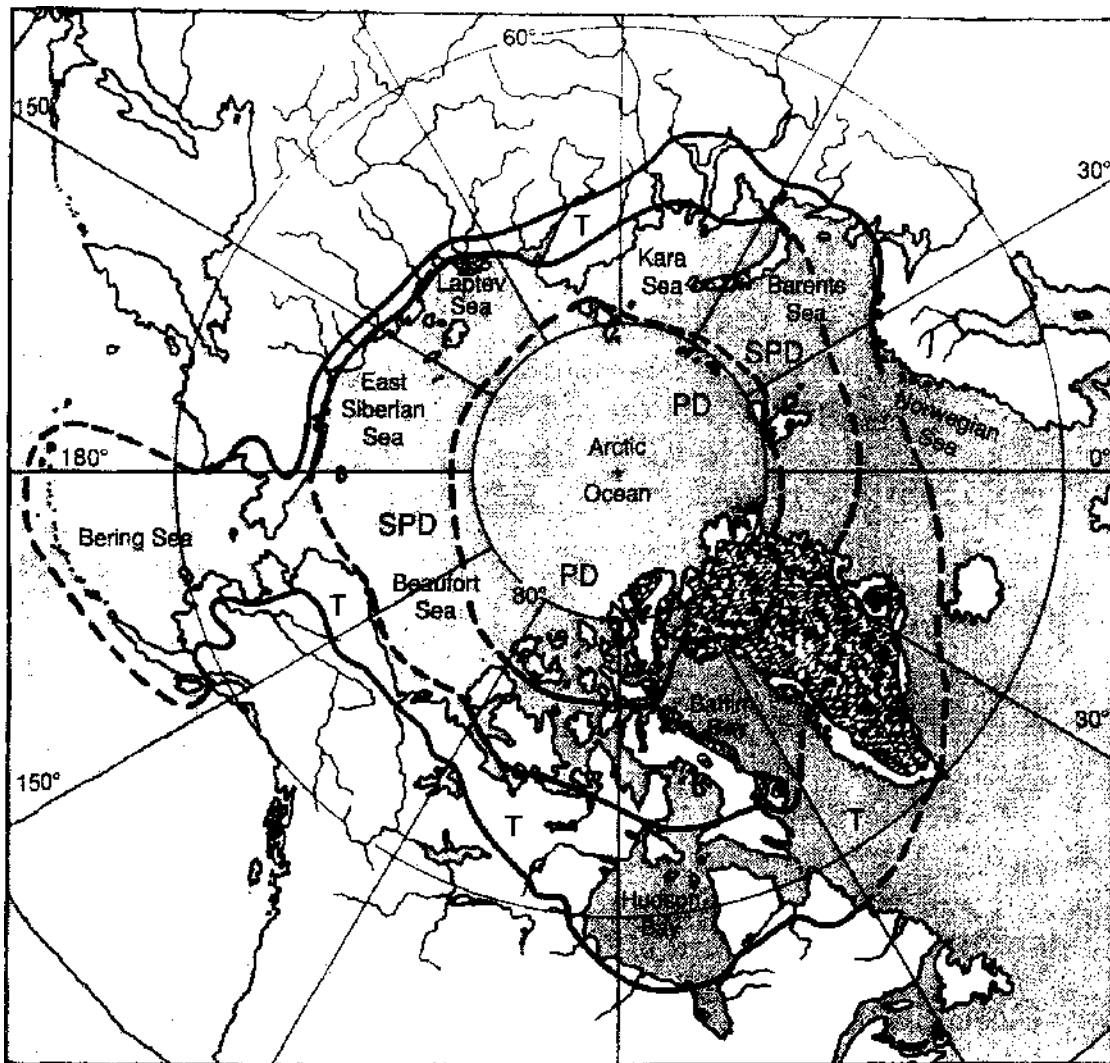 60°
150
30°
T
Kara
Sea
Laptev
Sea
Barents
Sea
SPD
East
Siberian
Sea
PD
Norwegian
Sea
Arctic
Ocean
180°
0°
Bering Sea
SPD
PD
80°
Beaufort
Sea
T
Baffin
30°
150°
T
T
Hudson
Bay